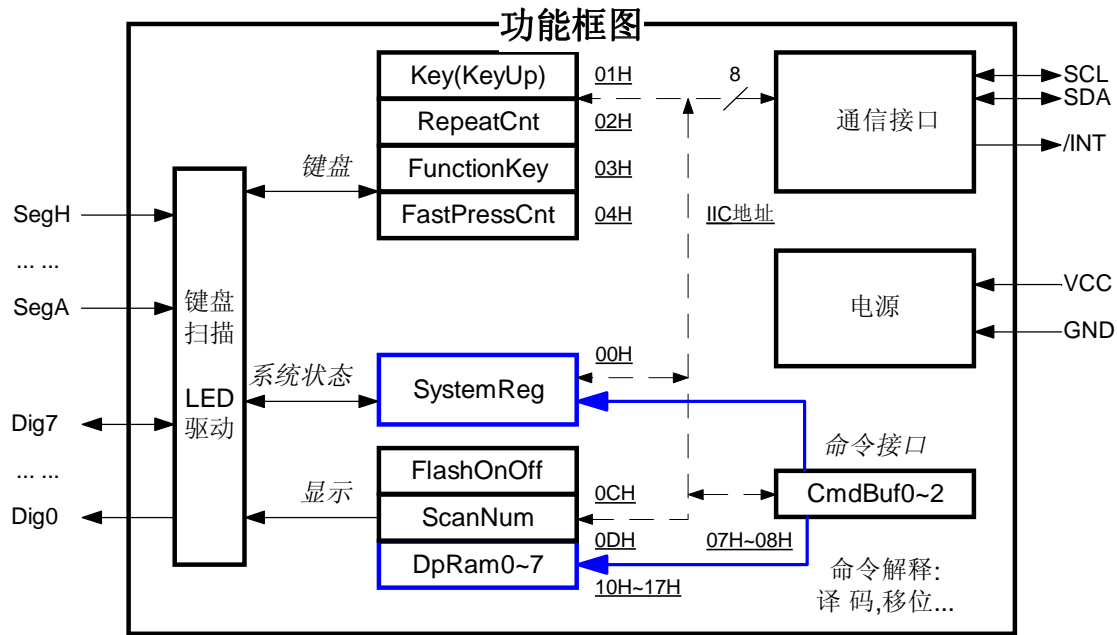 功能框图
Key(KeyUp)
01H
8
SCL
SDA
RepeatCnt
02H
通信接口
/INT
键盘
FunctionKey
03H
FastPressCnt
04H
IIC地址
SegH
... ...
SegA
键盘
扫描
LED
驱动
电源
VCC
GND
系统状态
SystemReg
00H
Dig7
... ...
Dig0
命令接口
FlashOnOff
显示
0CH
CmdBuf0~2
ScanNum
0DH
07H~08H
DpRam0~7
10H~17H
命令解释:
译 码,移位...